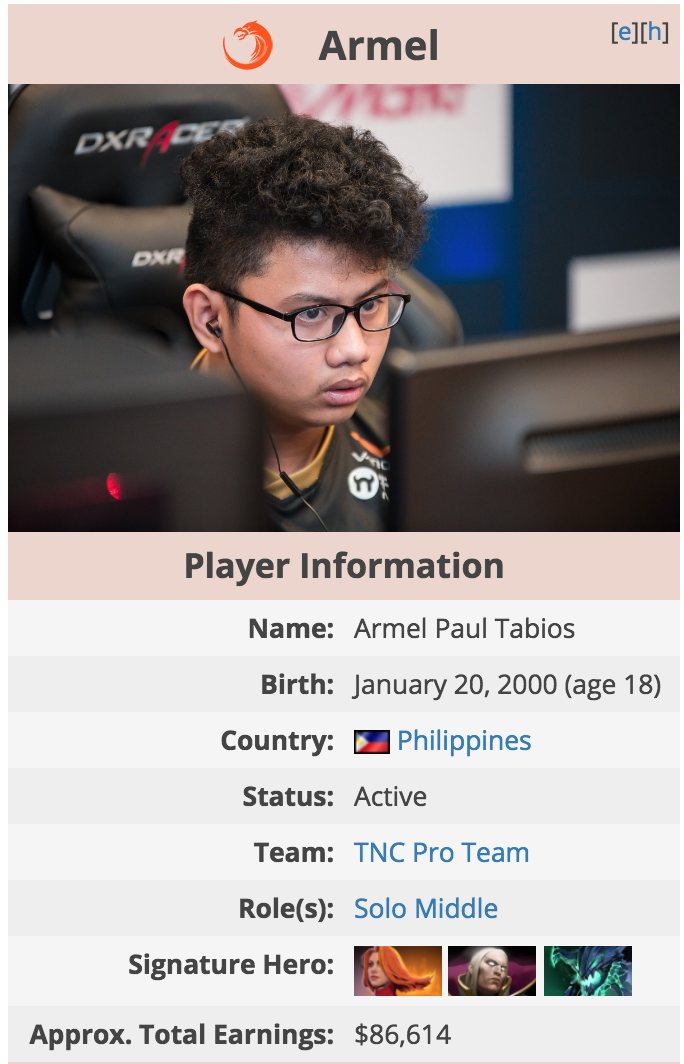 Armel
[e][h]
DXRACER
DXR
Player Information
Name: Armel Paul Tabios
Birth: January 20, 2000 (age 18)
Country: Philippines
Status: Active
Team: TNC Pro Team
Role(s): Solo Middle
Signature Hero:
Approx. Total Earnings: $86,614